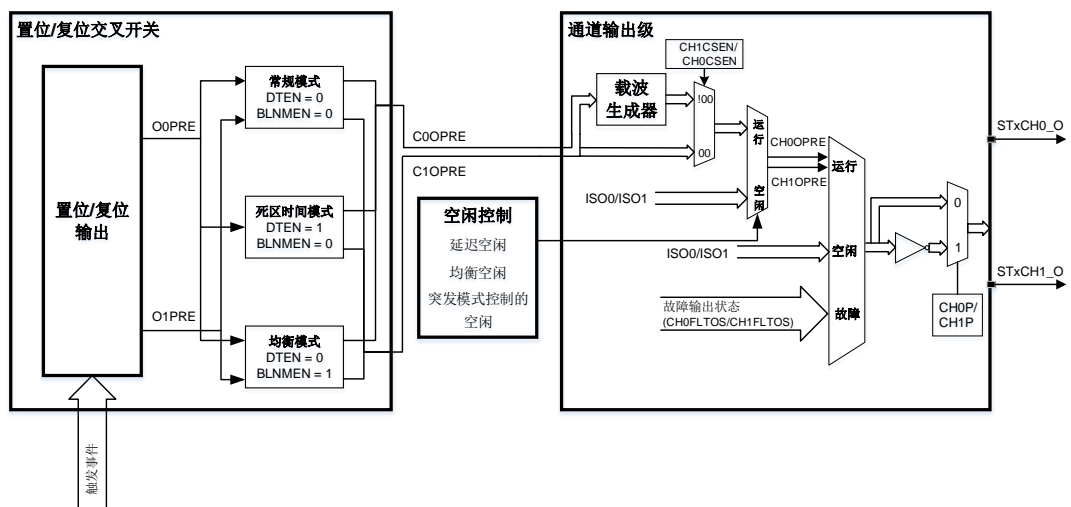 置位/复位交叉开关
置位/复位
输出
O0PRE
O1PRE
触发事件
常规模式
DTEN = 0
BLNMEN = 0
死区时间模式
DTEN = 1
BLNMEN = 0
均衡模式
DTEN = 0
BLNMEN = 1
C0OPRE
C1OPRE
空闲控制
延迟空闲
均衡空闲
突发模式控制的
空闲
通道输出级
CH1CSEN/
CH0CSEN
载波
生成器
!00
00
运行
空闲
ISO0/ISO1
CH0OPRE
CH1OPRE
运行
空闲
故障
ISO0/ISO1
故障输出状态
(CH0FLTOS/CH1FLTOS)
0
1
CH0P/
CH1P
STxCH0_O
STxCH1_O